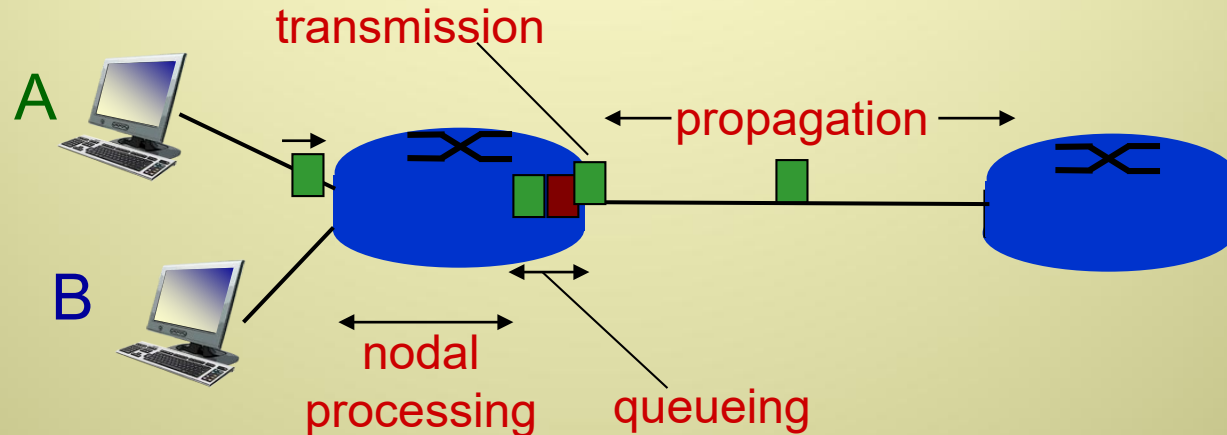 transmission
A
propagation
B
nodal
processing
queueing